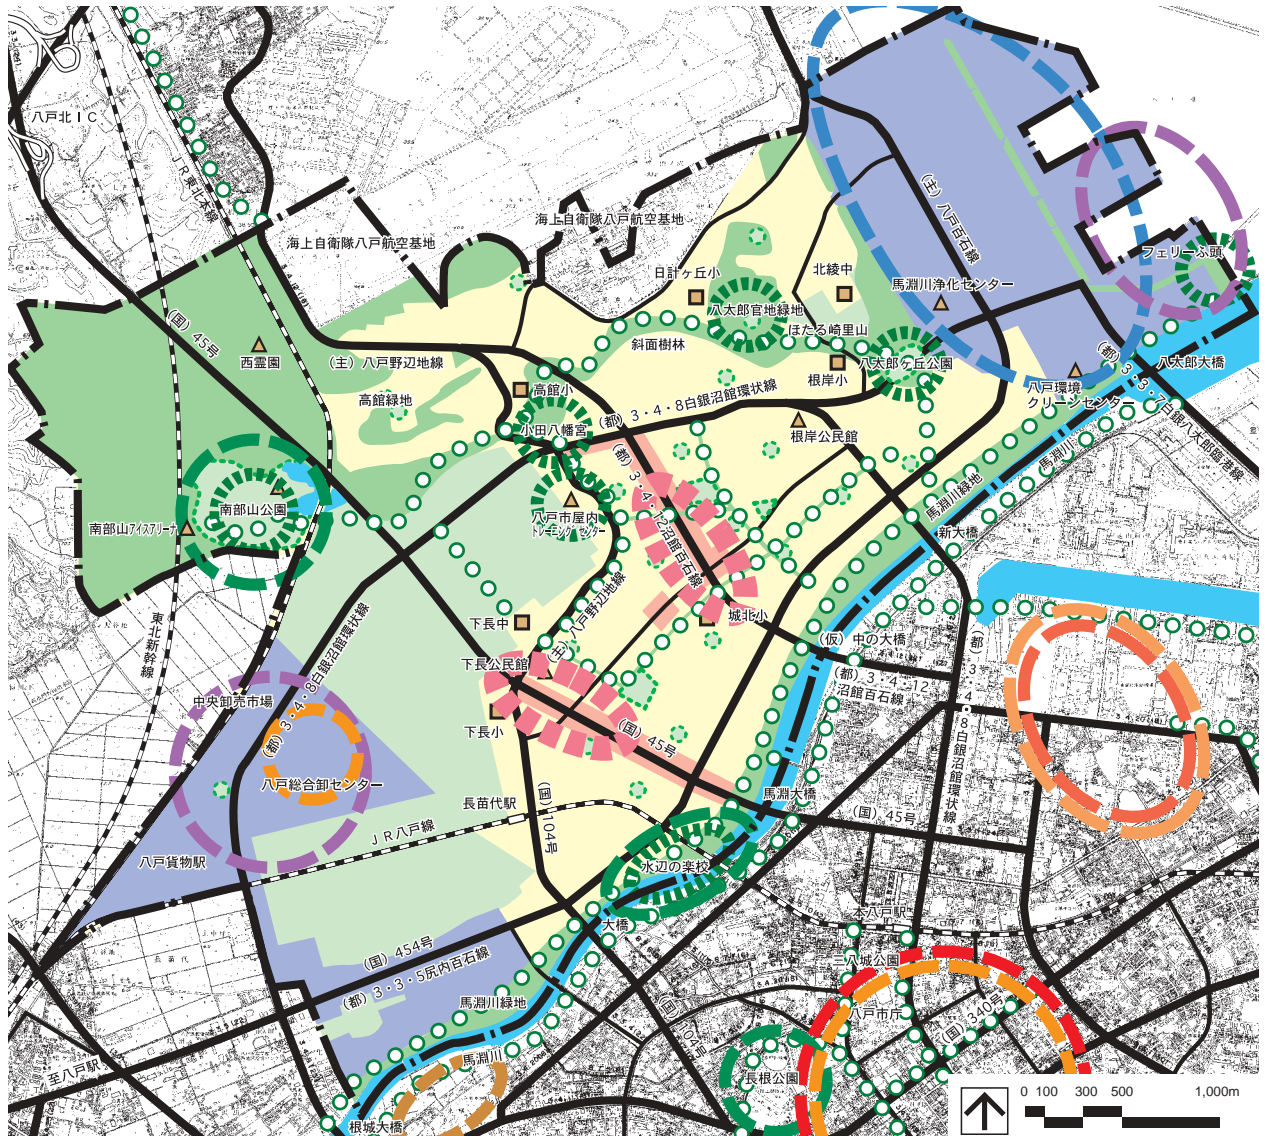 八戸北ＩＣ
ＪＲ東北本線
海上自衛隊八戸航空基地
海上自衛隊八戸航空基地
(主) 八戸百石線
フェリーふ頭
日計ヶ丘小
北綾中
馬淵川浄化センター
八太郎官地緑地
ほたる崎里山
(国) 45号
西霊園
(主) 八戸野辺地線
斜面樹林
八太郎ヶ丘公園
八太郎大橋
根岸小
高館緑地
高館小
八戸環境
クリーンセンター
(都) 3・3・7白銀八太郎臨港線
小田八幡宮
(都) 3・4・8白銀沼館環状線
根岸公民館
馬淵川
(都) 3・4・12沼館百石線
馬淵川緑地
南部山公園
南部山ｱｲｽｱﾘｰﾅ
八戸市屋内
ﾄﾚｰﾆﾝｸﾞｾﾝﾀｰ
新大橋
東北新幹線
(都) 3・4・8白銀沼館環状線
下長中
(主) 八戸野辺地線
城北小
(仮) 中の大橋
(都) 3・4・12
沼館百石線
(都) 3・4・8白銀沼館環状線
下長公民館
中央卸売市場
下長小
(国) 45号
八戸総合卸センター
長苗代駅
(国) 104号
馬淵大橋
(国) 45号
ＪＲ八戸線
八戸貨物駅
水辺の楽校
大橋
本八戸駅
(国) 454号
(都) 3・3・5尻内百石線
三八城公園
馬淵川緑地
八戸市庁
(国) 340号
(国) 104号
馬淵川
至八戸駅
長根公園
根城大橋
0 100 300 500 1,000m